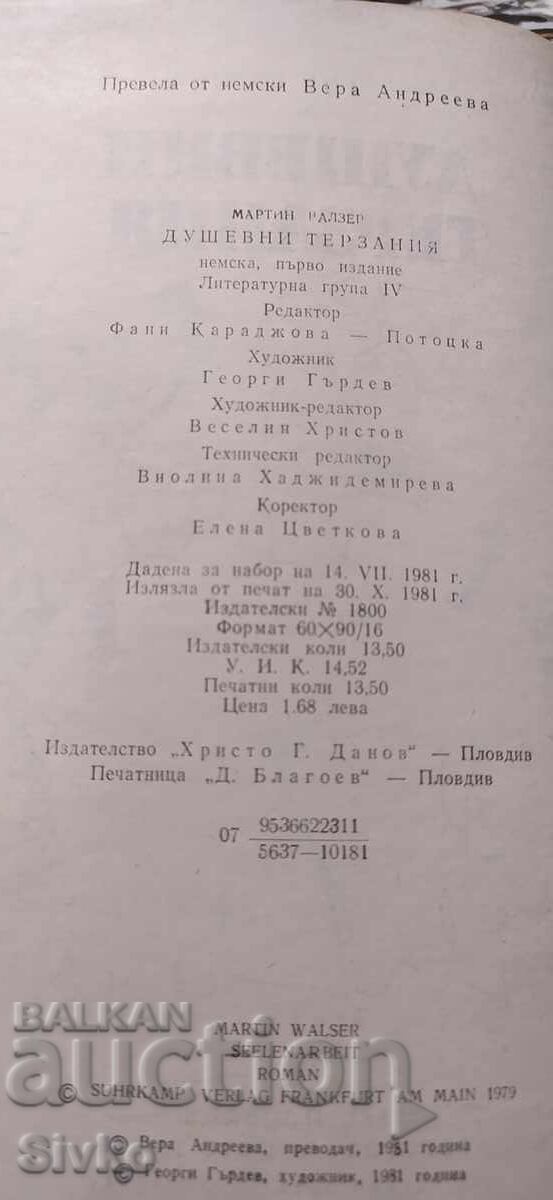 Превела от немски Вера Андреева
МАРТИН ВАЛЗЕР
ДУШЕВНИ ТЕРЗАНИЯ
немска, първо издание
Литературна група IV
Редактор
Фани Караджова — Потоцка
Художник
Георги Гърдев
Художник-редактор
Веселин Христов
Технически редактор
Виолина Хаджидемирева
Коректор
Елена Цветкова
Дадена за набор на 14. VII. 1981 г.
Излязла от печат на 30. X. 1981 г.
Издателски № 1800
Формат 60×90/16
Издателски коли 13,50
У. И. К. 14,52
Печатни коли 13,50
Цена 1.68 лева
Издателство „Христо Г. Данов“ — Пловдив
Печатница „Д. Благоев“ — Пловдив
07 9536622311
5637—10181
BALKAN
auction
Sivko
MARTIN WALSER
SEELENARBEIT
ROMAN
© SUHRKAMP VERLAG FRANKFURT AM MAIN 1979
© Вера Андреева, преводач, 1981 година
© Георги Гърдев, художник, 1981 година